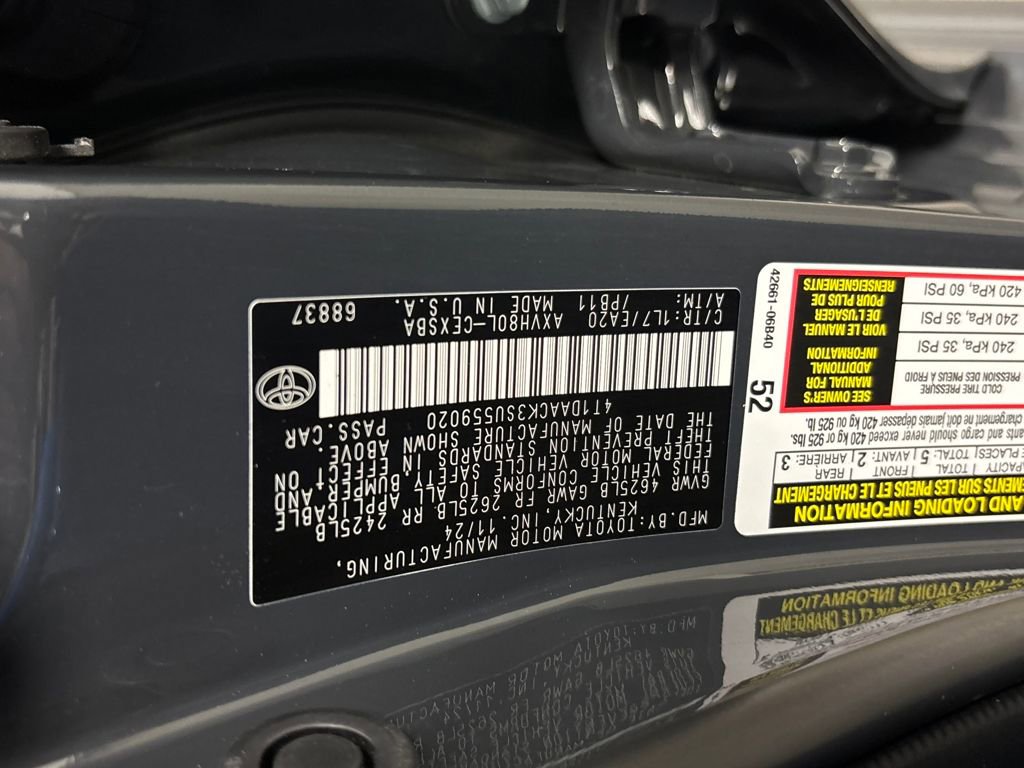 AND LOADING INFORMATION
EMENTS SUR LES PNEUS ET LE CHARGEMENT
APACITY TOTAL FRONT REAR
E PLACES TOTAL: 5 AVANT: 2 ARRIÈRE: 3
ants and cargo should never exceed 420 kg or 925 lbs.
chargement ne doit jamais dépasser 420 kg ou 925 lb.
COLD TIRE PRESSURE
PRESSION DES PNEUS A FROID
240 kPa, 35 PSI
240 kPa, 35 PSI
420 kPa, 60 PSI
SEE OWNER'S
MANUAL FOR
ADDITIONAL
INFORMATION
VOIR LE MANUEL
DE L'USAGER
POUR PLUS DE
RENSEIGNEMENTS
52
42661-06B40
MFD.BY:TOYOTA MOTOR MANUFACTURING,
KENTUCKY, INC. 11/24
GVWR 4625LB GAWR FR 2625LB RR 2425LB
THIS VEHICLE CONFORMS TO ALL APPLICABLE
FEDERAL MOTOR VEHICLE SAFETY, BUMPER, AND
THEFT PREVENTION STANDARDS IN EFFECT ON
THE DATE OF MANUFACTURE SHOWN ABOVE.
4T1DAACK3SU559020 PASS.CAR
C/TR:1L7/EA20 AXVH80L-CEXSBA 68837
A/TM: /PB11 MADE IN U.S.A.